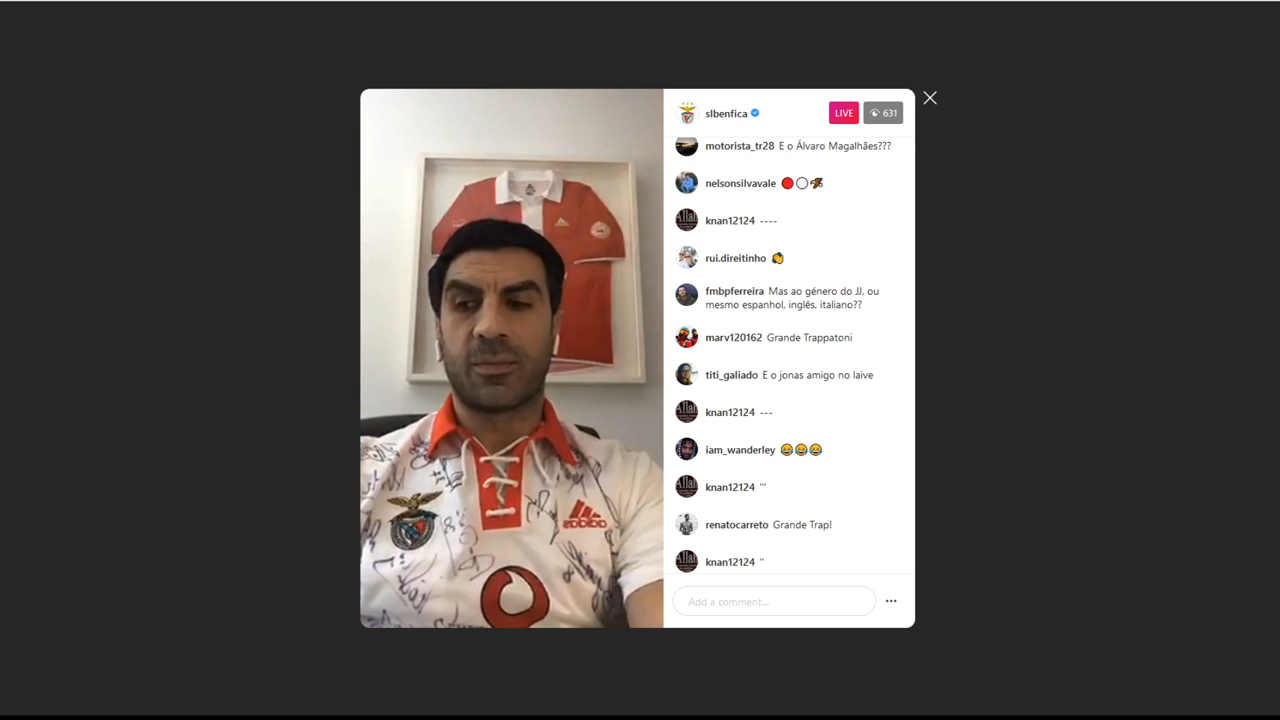 slbenfica
LIVE
631
motorista_tr28 E o Álvaro Magalhães???
nelsonsilvavale 🔴⚪🦅
knan12124 ----
rui.direitinho 👏
fmbpferreira Mas ao género do JJ, ou
mesmo espanhol, inglês, italiano??
marv120162 Grande Trappatoni
titi_galiado E o jonas amigo no laive
knan12124 ---
iam_wanderley 😂😂😂
knan12124 '''
renatocarreto Grande Trap!
knan12124 ''
Add a comment...
adidas